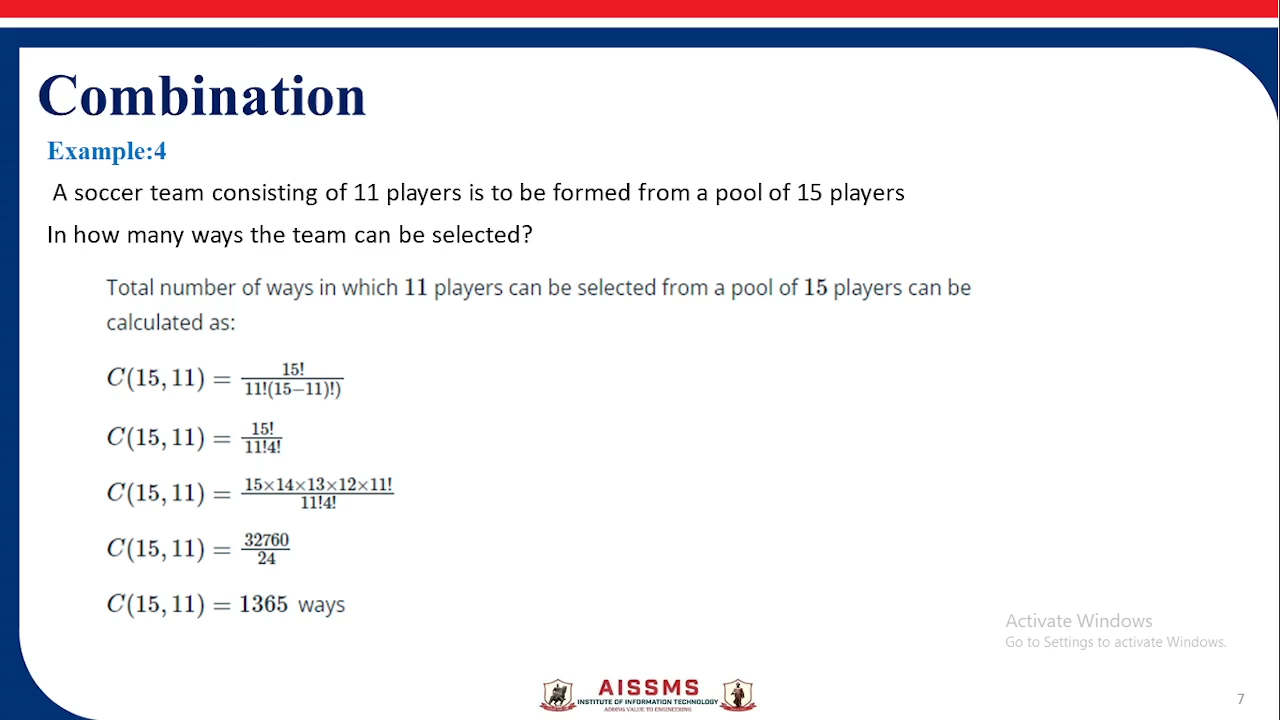 Combination
Example:4
A soccer team consisting of 11 players is to be formed from a pool of 15 players
In how many ways the team can be selected?
Total number of ways in which 11 players can be selected from a pool of 15 players can be
calculated as:
C(15, 11) = 15! / 11!(15−11)!)
C(15, 11) = 15! / 11!4!
C(15, 11) = 15×14×13×12×11! / 11!4!
C(15, 11) = 32760 / 24
C(15, 11) = 1365 ways
Activate Windows
Go to Settings to activate Windows.
AISSMS
INSTITUTE OF INFORMATION TECHNOLOGY
ADDING VALUE TO ENGINEERING
7